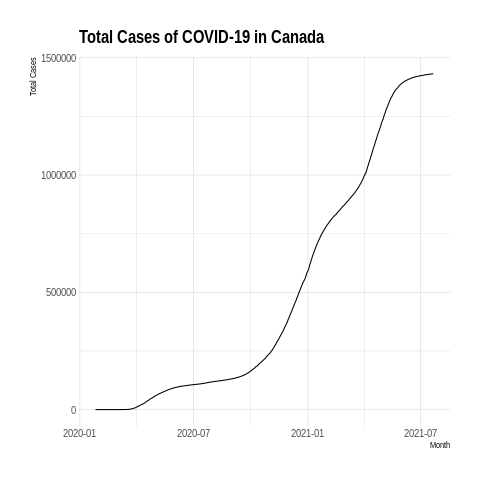 Total Cases of COVID-19 in Canada
Total Cases
1500000
1000000
500000
0
2020-01 2020-07 2021-01 2021-07
Month